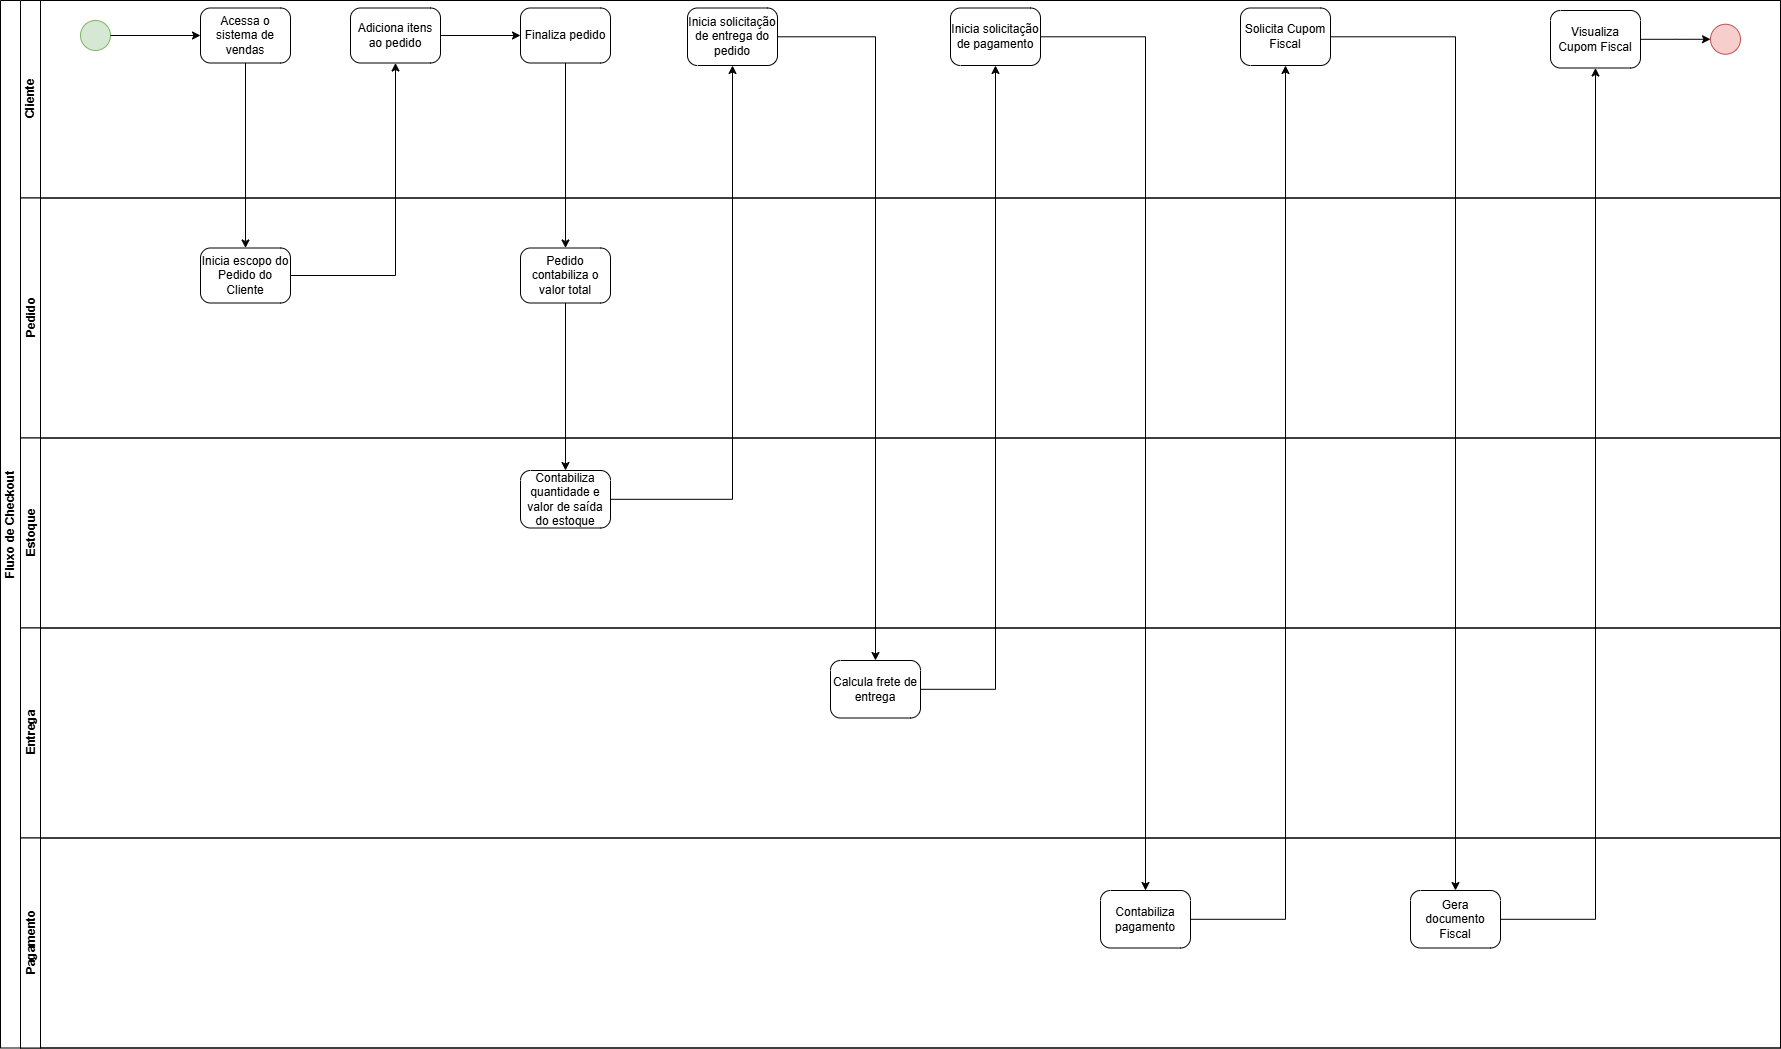 Fluxo de Checkout
Cliente
Acessa o
sistema de
vendas
Adiciona itens
ao pedido
Finaliza pedido
Inicia solicitação
de entrega do
pedido
Inicia solicitação
de pagamento
Solicita Cupom
Fiscal
Visualiza
Cupom Fiscal
Pedido
Inicia escopo do
Pedido do
Cliente
Pedido
contabiliza o
valor total
Estoque
Contabiliza
quantidade e
valor de saída
do estoque
Entrega
Calcula frete de
entrega
Pagamento
Contabiliza
pagamento
Gera
documento
Fiscal